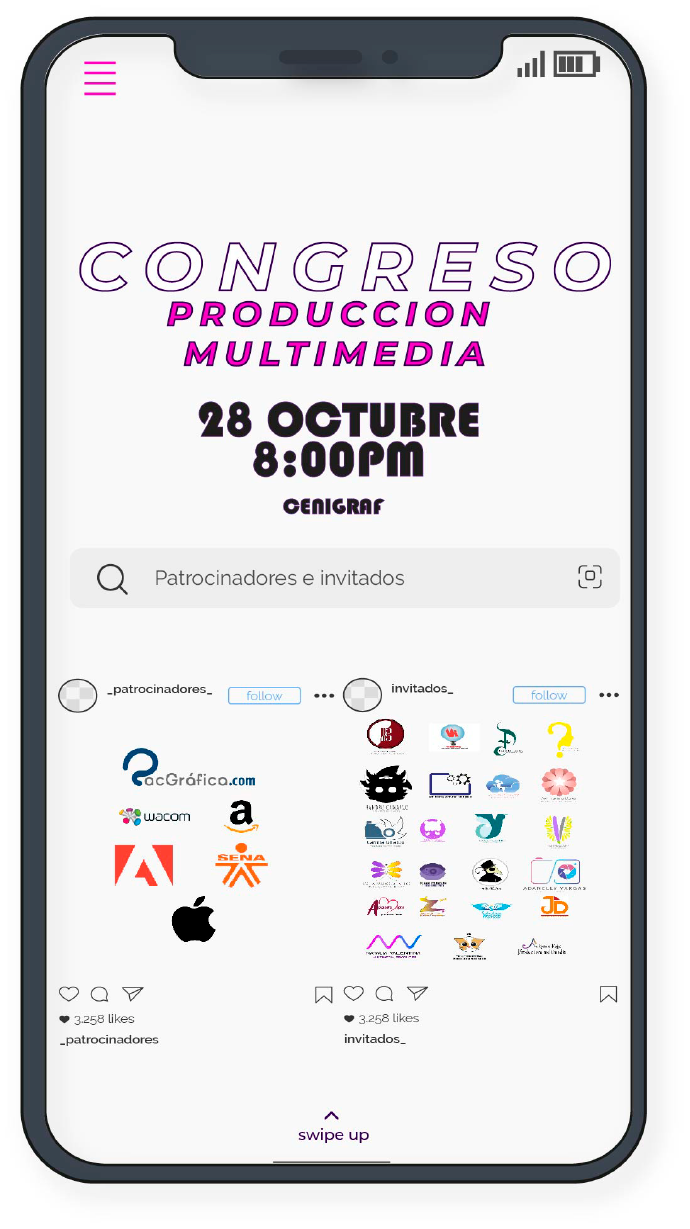 CONGRESO
PRODUCCION
MULTIMEDIA
28 OCTUBRE
8:00PM
CENIGRAF
Patrocinadores e invitados
_patrocinadores_
follow
invitados_
follow
PacGráfica.com
wacom
a
SENA
ADANELES VARGAS
JD
3.258 likes
3.258 likes
_patrocinadores
invitados_
swipe up